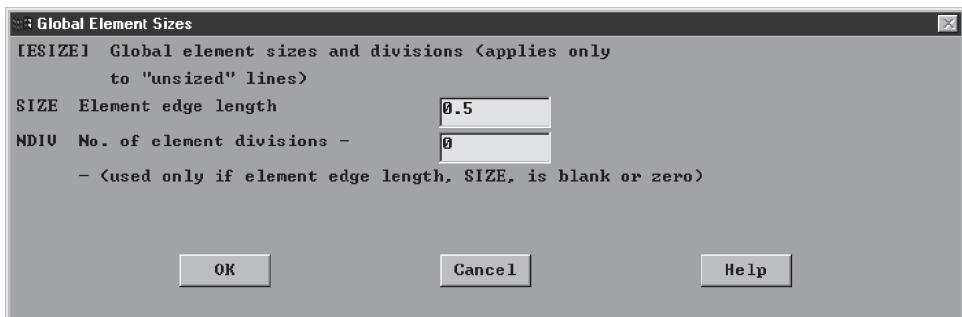 Global Element Sizes
[ESIZE] Global element sizes and divisions (applies only
to "unsized" lines)
SIZE Element edge length 0.5
NDIV No. of element divisions - 0
- (used only if element edge length, SIZE, is blank or zero)
OK Cancel Help